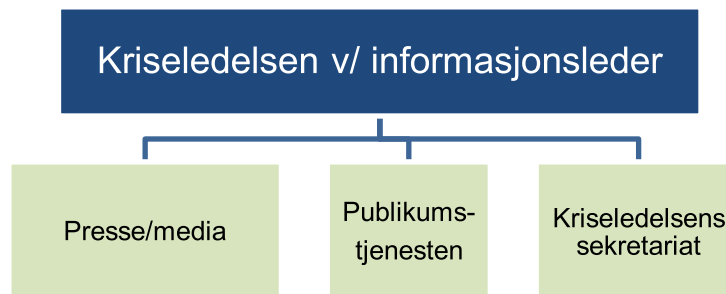 Kriseledelsen v/ informasjonsleder
Presse/media
Publikums-
tjenesten
Kriseledelsens
sekretariat